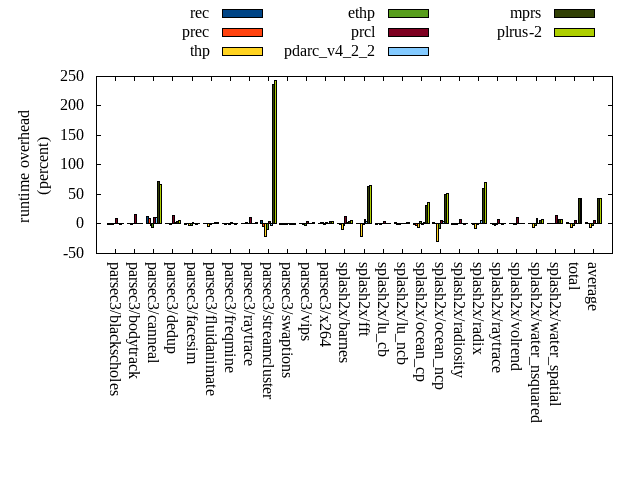 rec
prec
thp
ethp
prcl
pdarc_v4_2_2
mprs
plrus-2
runtime overhead
(percent)
250
200
150
100
50
0
-50
parsec3/blackscholes
parsec3/bodytrack
parsec3/canneal
parsec3/dedup
parsec3/facesim
parsec3/fluidanimate
parsec3/freqmine
parsec3/raytrace
parsec3/streamcluster
parsec3/swaptions
parsec3/vips
parsec3/x264
splash2x/barnes
splash2x/fft
splash2x/lu_cb
splash2x/lu_ncb
splash2x/ocean_cp
splash2x/ocean_ncp
splash2x/radiosity
splash2x/radix
splash2x/raytrace
splash2x/volrend
splash2x/water_nsquared
splash2x/water_spatial
total
average